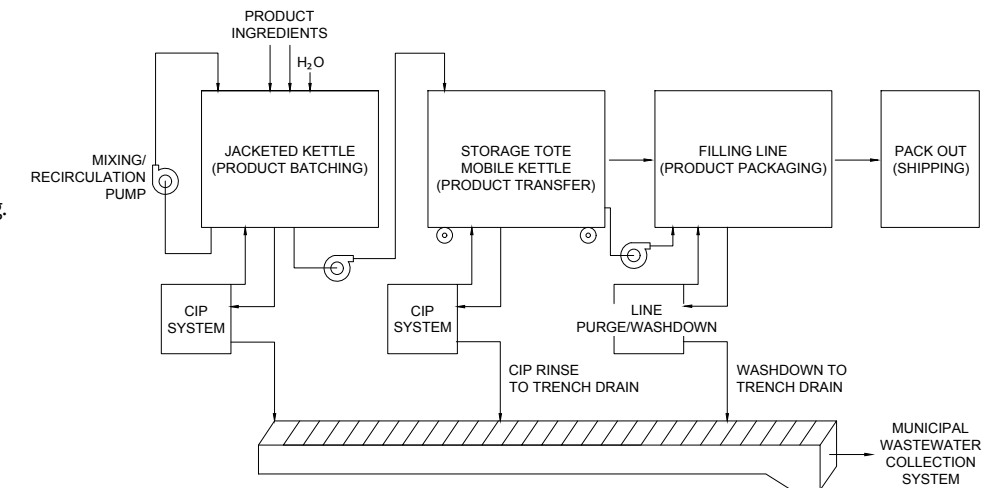 PRODUCT
INGREDIENTS
H₂O
MIXING/
RECIRCULATION
PUMP
JACKETED KETTLE
(PRODUCT BATCHING)
STORAGE TOTE
MOBILE KETTLE
(PRODUCT TRANSFER)
FILLING LINE
(PRODUCT PACKAGING)
PACK OUT
(SHIPPING)
CIP
SYSTEM
CIP
SYSTEM
LINE
PURGE/WASHDOWN
CIP RINSE
TO TRENCH DRAIN
WASHDOWN TO
TRENCH DRAIN
MUNICIPAL
WASTEWATER
COLLECTION
SYSTEM